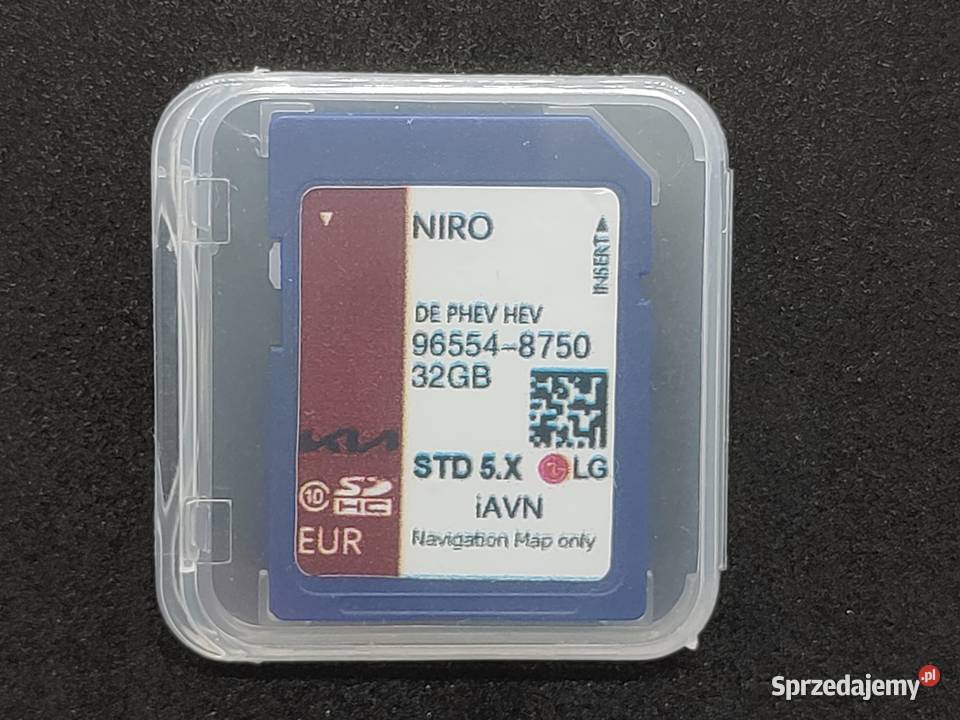 NIRO
INSERT
DE PHEV HEV
96554-8750
32GB
KIA
STD 5.X LG
10 SD HC
iAVN
EUR
Navigation Map only
Sprzedajemy.pl